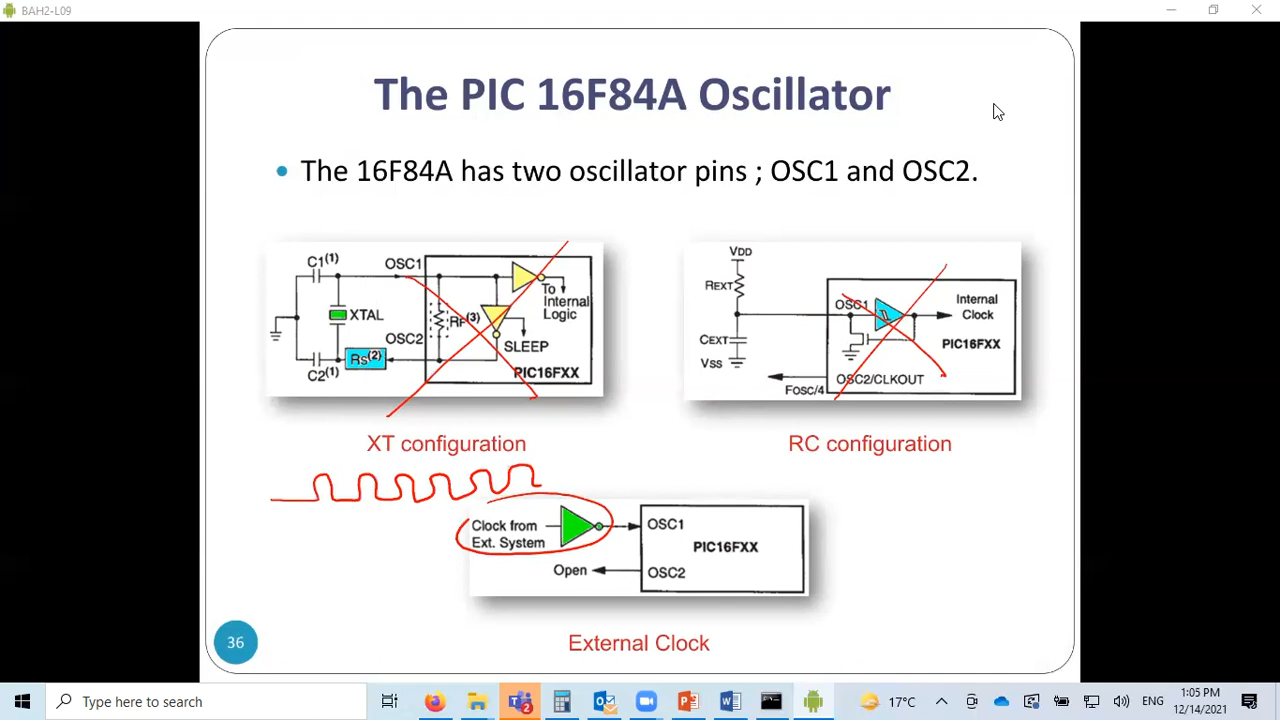 BAH2-L09
The PIC 16F84A Oscillator
• The 16F84A has two oscillator pins ; OSC1 and OSC2.
C1(1)
OSC1
XTAL
RF(3)
To
Internal
Logic
OSC2
SLEEP
RS(2)
C2(1)
PIC16FXX
XT configuration
VDD
REXT
OSC1
Internal
Clock
CEXT
PIC16FXX
VSS
OSC2/CLKOUT
FOSC/4
RC configuration
Clock from
Ext. System
OSC1
PIC16FXX
Open
OSC2
External Clock
36
Type here to search
2
17°C
ENG
1:05 PM
12/14/2021